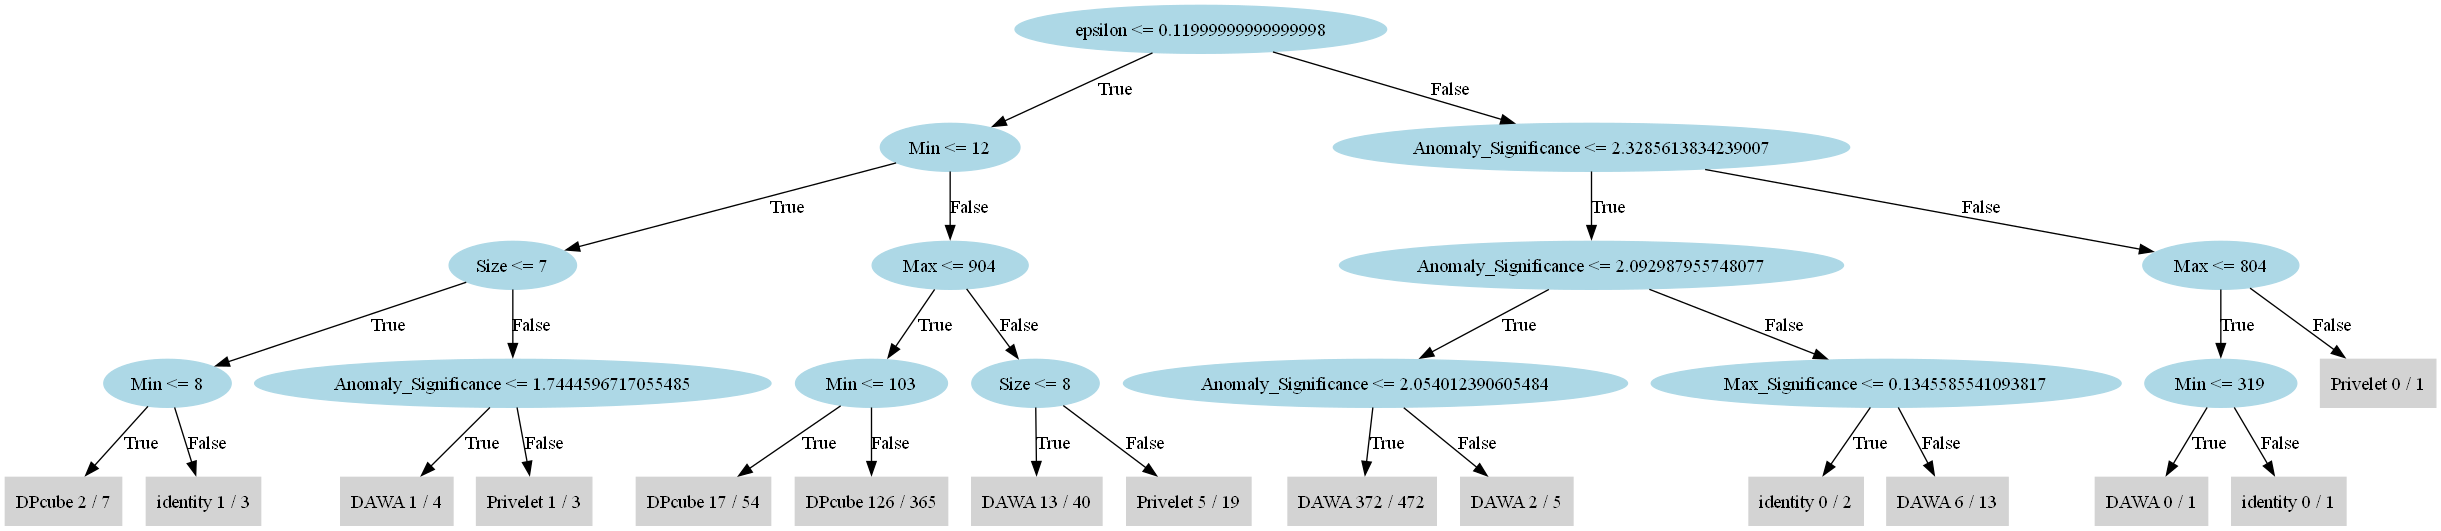 epsilon <= 0.11999999999999998
True
False
Min <= 12
Anomaly_Significance <= 2.3285613834239007
True
False
True
False
Size <= 7
Max <= 904
Anomaly_Significance <= 2.092987955748077
Max <= 804
True
False
True
False
True
False
True
False
Min <= 8
Anomaly_Significance <= 1.7444596717055485
Min <= 103
Size <= 8
Anomaly_Significance <= 2.054012390605484
Max_Significance <= 0.1345585541093817
Min <= 319
Privelet 0 / 1
True
False
True
False
True
False
True
False
True
False
True
False
True
False
DPcube 2 / 7
identity 1 / 3
DAWA 1 / 4
Privelet 1 / 3
DPcube 17 / 54
DPcube 126 / 365
DAWA 13 / 40
Privelet 5 / 19
DAWA 372 / 472
DAWA 2 / 5
identity 0 / 2
DAWA 6 / 13
DAWA 0 / 1
identity 0 / 1